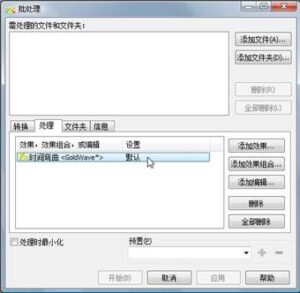 批处理
需处理的文件和文件夹:
添加文件(A)...
添加文件夹(D)...
删除(R)
全部删除(L)
转换 处理 文件夹 信息
效果，效果组合，或编辑 设置
时间弯曲 <GoldWave*> 默认
添加效果...
添加效果组合...
添加编辑...
删除
全部删除
处理时最小化 预置(P)
开始(B) 取消 应用 帮助